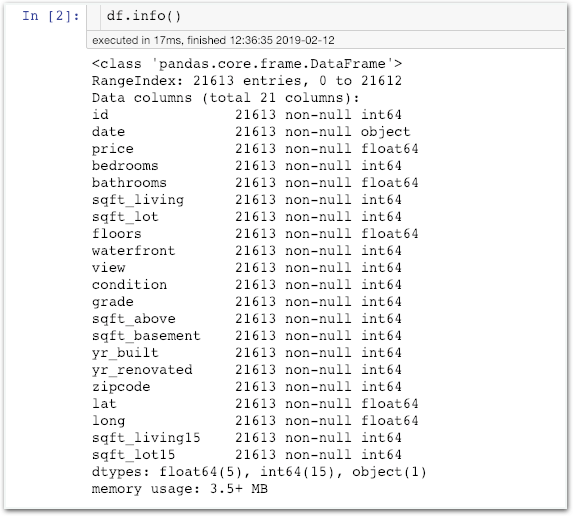 In [2]: df.info()
executed in 17ms, finished 12:36:35 2019-02-12
<class 'pandas.core.frame.DataFrame'>
RangeIndex: 21613 entries, 0 to 21612
Data columns (total 21 columns):
id 21613 non-null int64
date 21613 non-null object
price 21613 non-null float64
bedrooms 21613 non-null int64
bathrooms 21613 non-null float64
sqft_living 21613 non-null int64
sqft_lot 21613 non-null int64
floors 21613 non-null float64
waterfront 21613 non-null int64
view 21613 non-null int64
condition 21613 non-null int64
grade 21613 non-null int64
sqft_above 21613 non-null int64
sqft_basement 21613 non-null int64
yr_built 21613 non-null int64
yr_renovated 21613 non-null int64
zipcode 21613 non-null int64
lat 21613 non-null float64
long 21613 non-null float64
sqft_living15 21613 non-null int64
sqft_lot15 21613 non-null int64
dtypes: float64(5), int64(15), object(1)
memory usage: 3.5+ MB